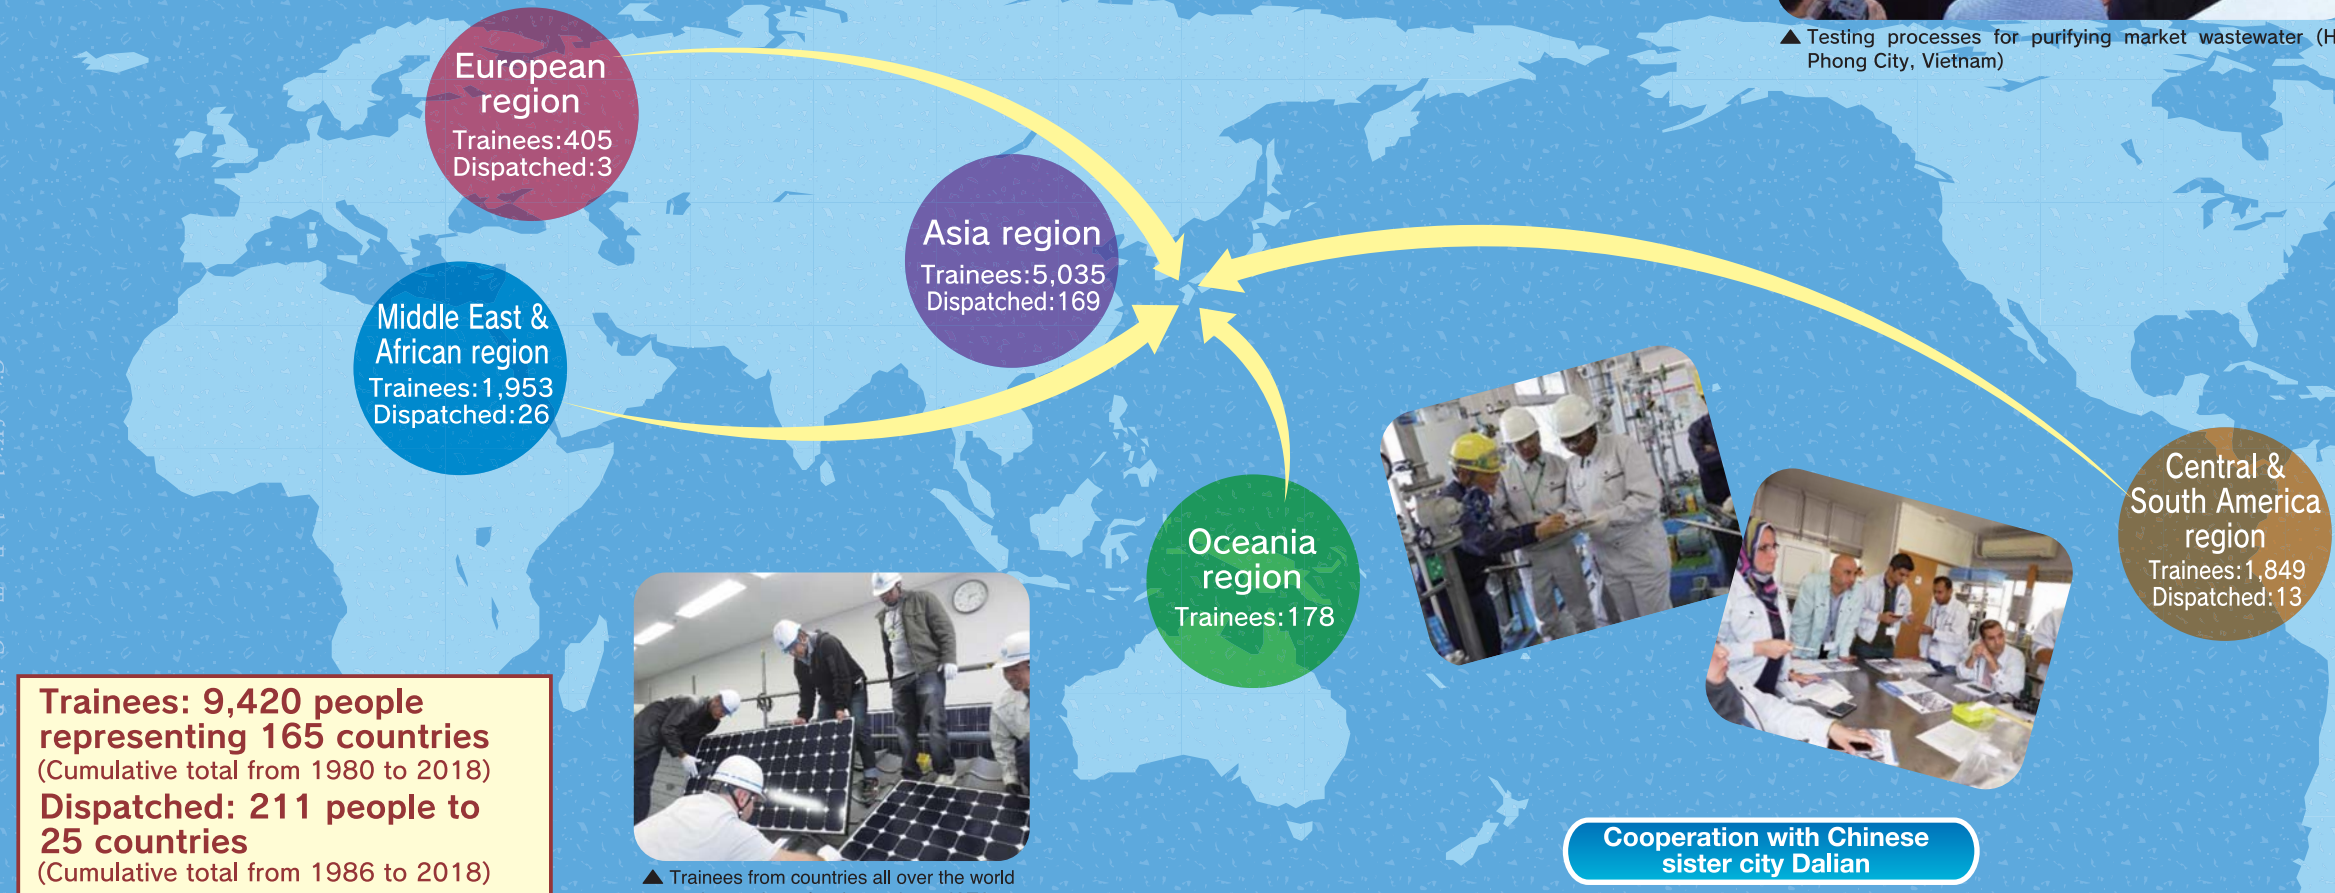 ▲ Testing processes for purifying market wastewater (H
Phong City, Vietnam)
European
region
Trainees:405
Dispatched:3
Asia region
Trainees:5,035
Dispatched:169
Middle East &
African region
Trainees:1,953
Dispatched:26
Oceania
region
Trainees:178
Central &
South America
region
Trainees:1,849
Dispatched:13
Trainees: 9,420 people
representing 165 countries
(Cumulative total from 1980 to 2018)
Dispatched: 211 people to
25 countries
(Cumulative total from 1986 to 2018)
▲ Trainees from countries all over the world
Cooperation with Chinese
sister city Dalian